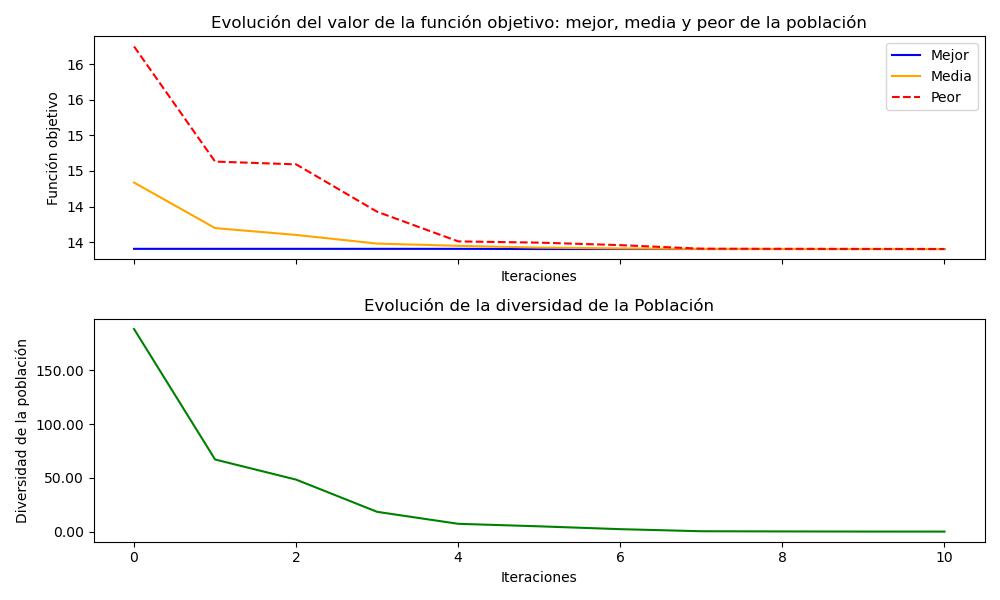 Evolución del valor de la función objetivo: mejor, media y peor de la población
Función objetivo
16
16
15
15
14
14
Mejor
Media
Peor
Iteraciones
Evolución de la diversidad de la Población
Diversidad de la población
150.00
100.00
50.00
0.00
0 2 4 6 8 10
Iteraciones